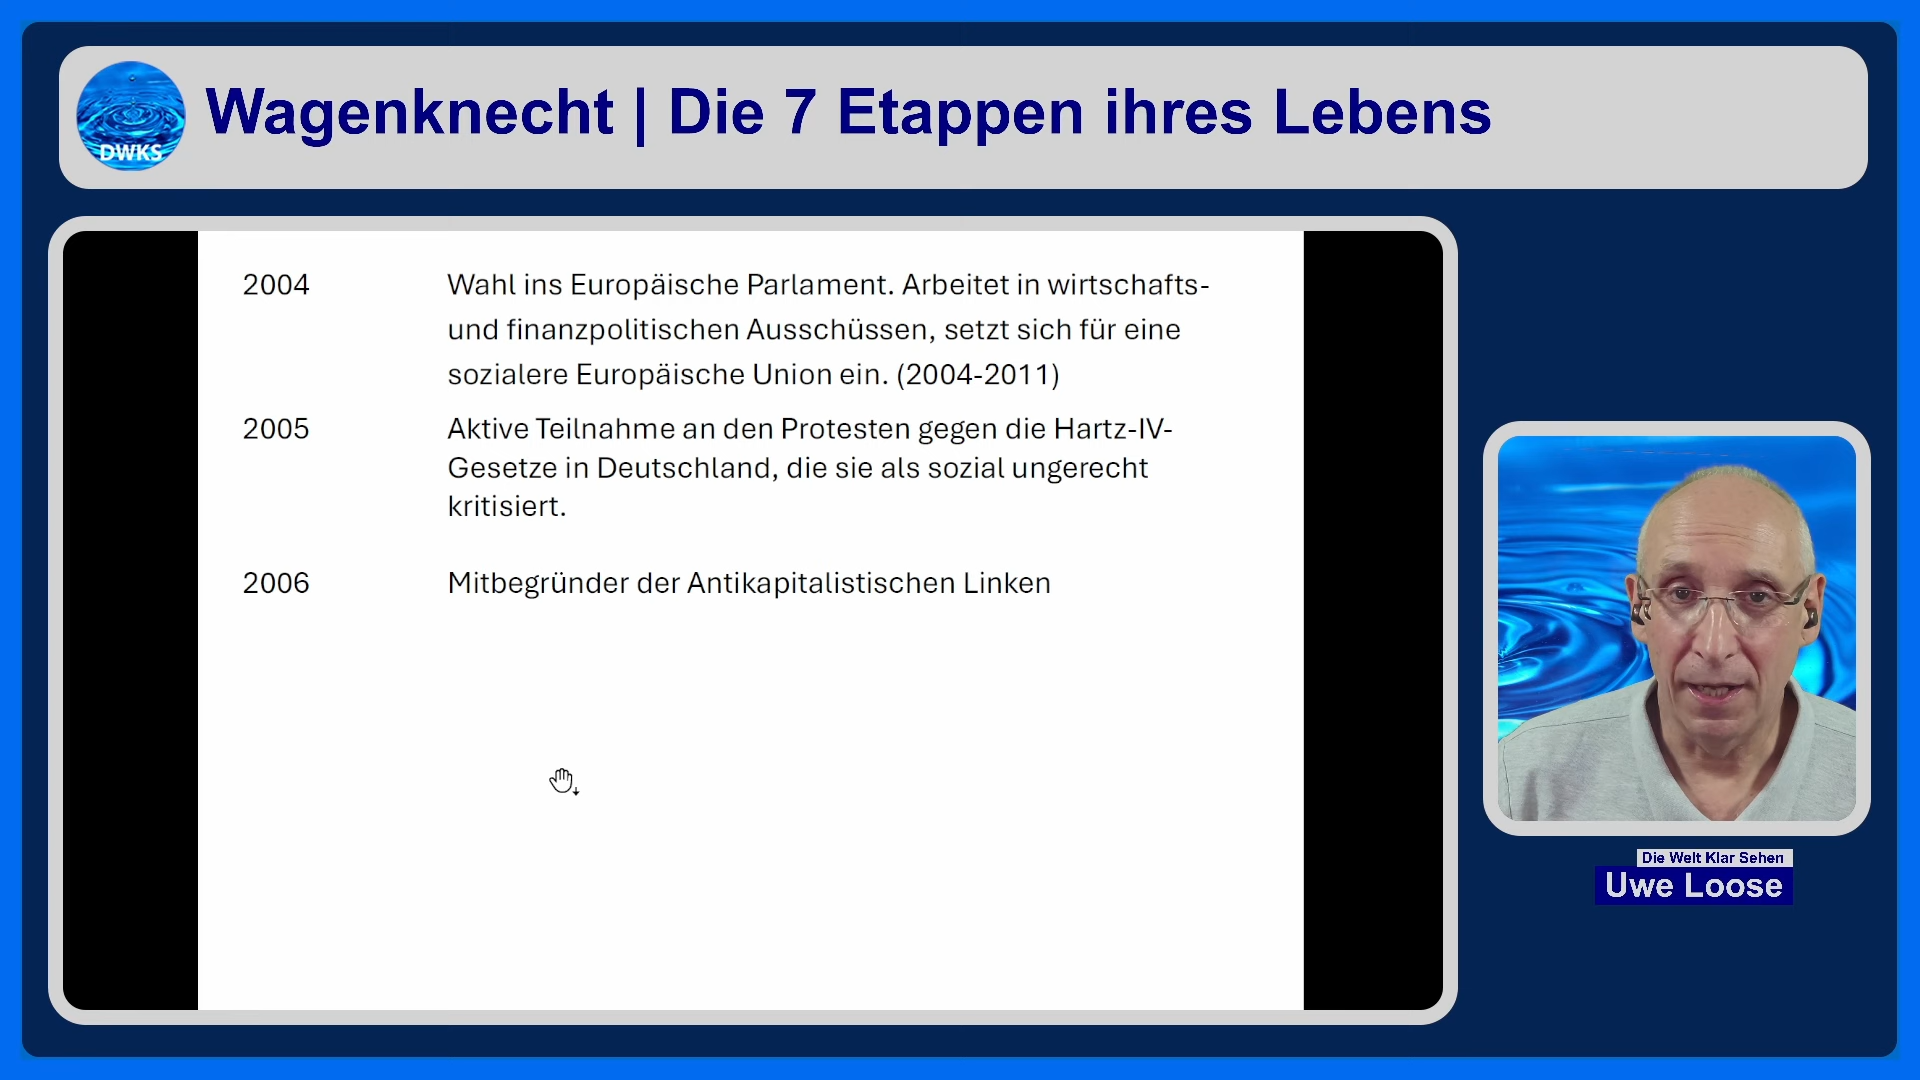 DWKS
Wagenknecht | Die 7 Etappen ihres Lebens
2004 Wahl ins Europäische Parlament. Arbeitet in wirtschafts-
und finanzpolitischen Ausschüssen, setzt sich für eine
sozialere Europäische Union ein. (2004-2011)
2005 Aktive Teilnahme an den Protesten gegen die Hartz-IV-
Gesetze in Deutschland, die sie als sozial ungerecht
kritisiert.
2006 Mitbegründer der Antikapitalistischen Linken
Die Welt Klar Sehen
Uwe Loose